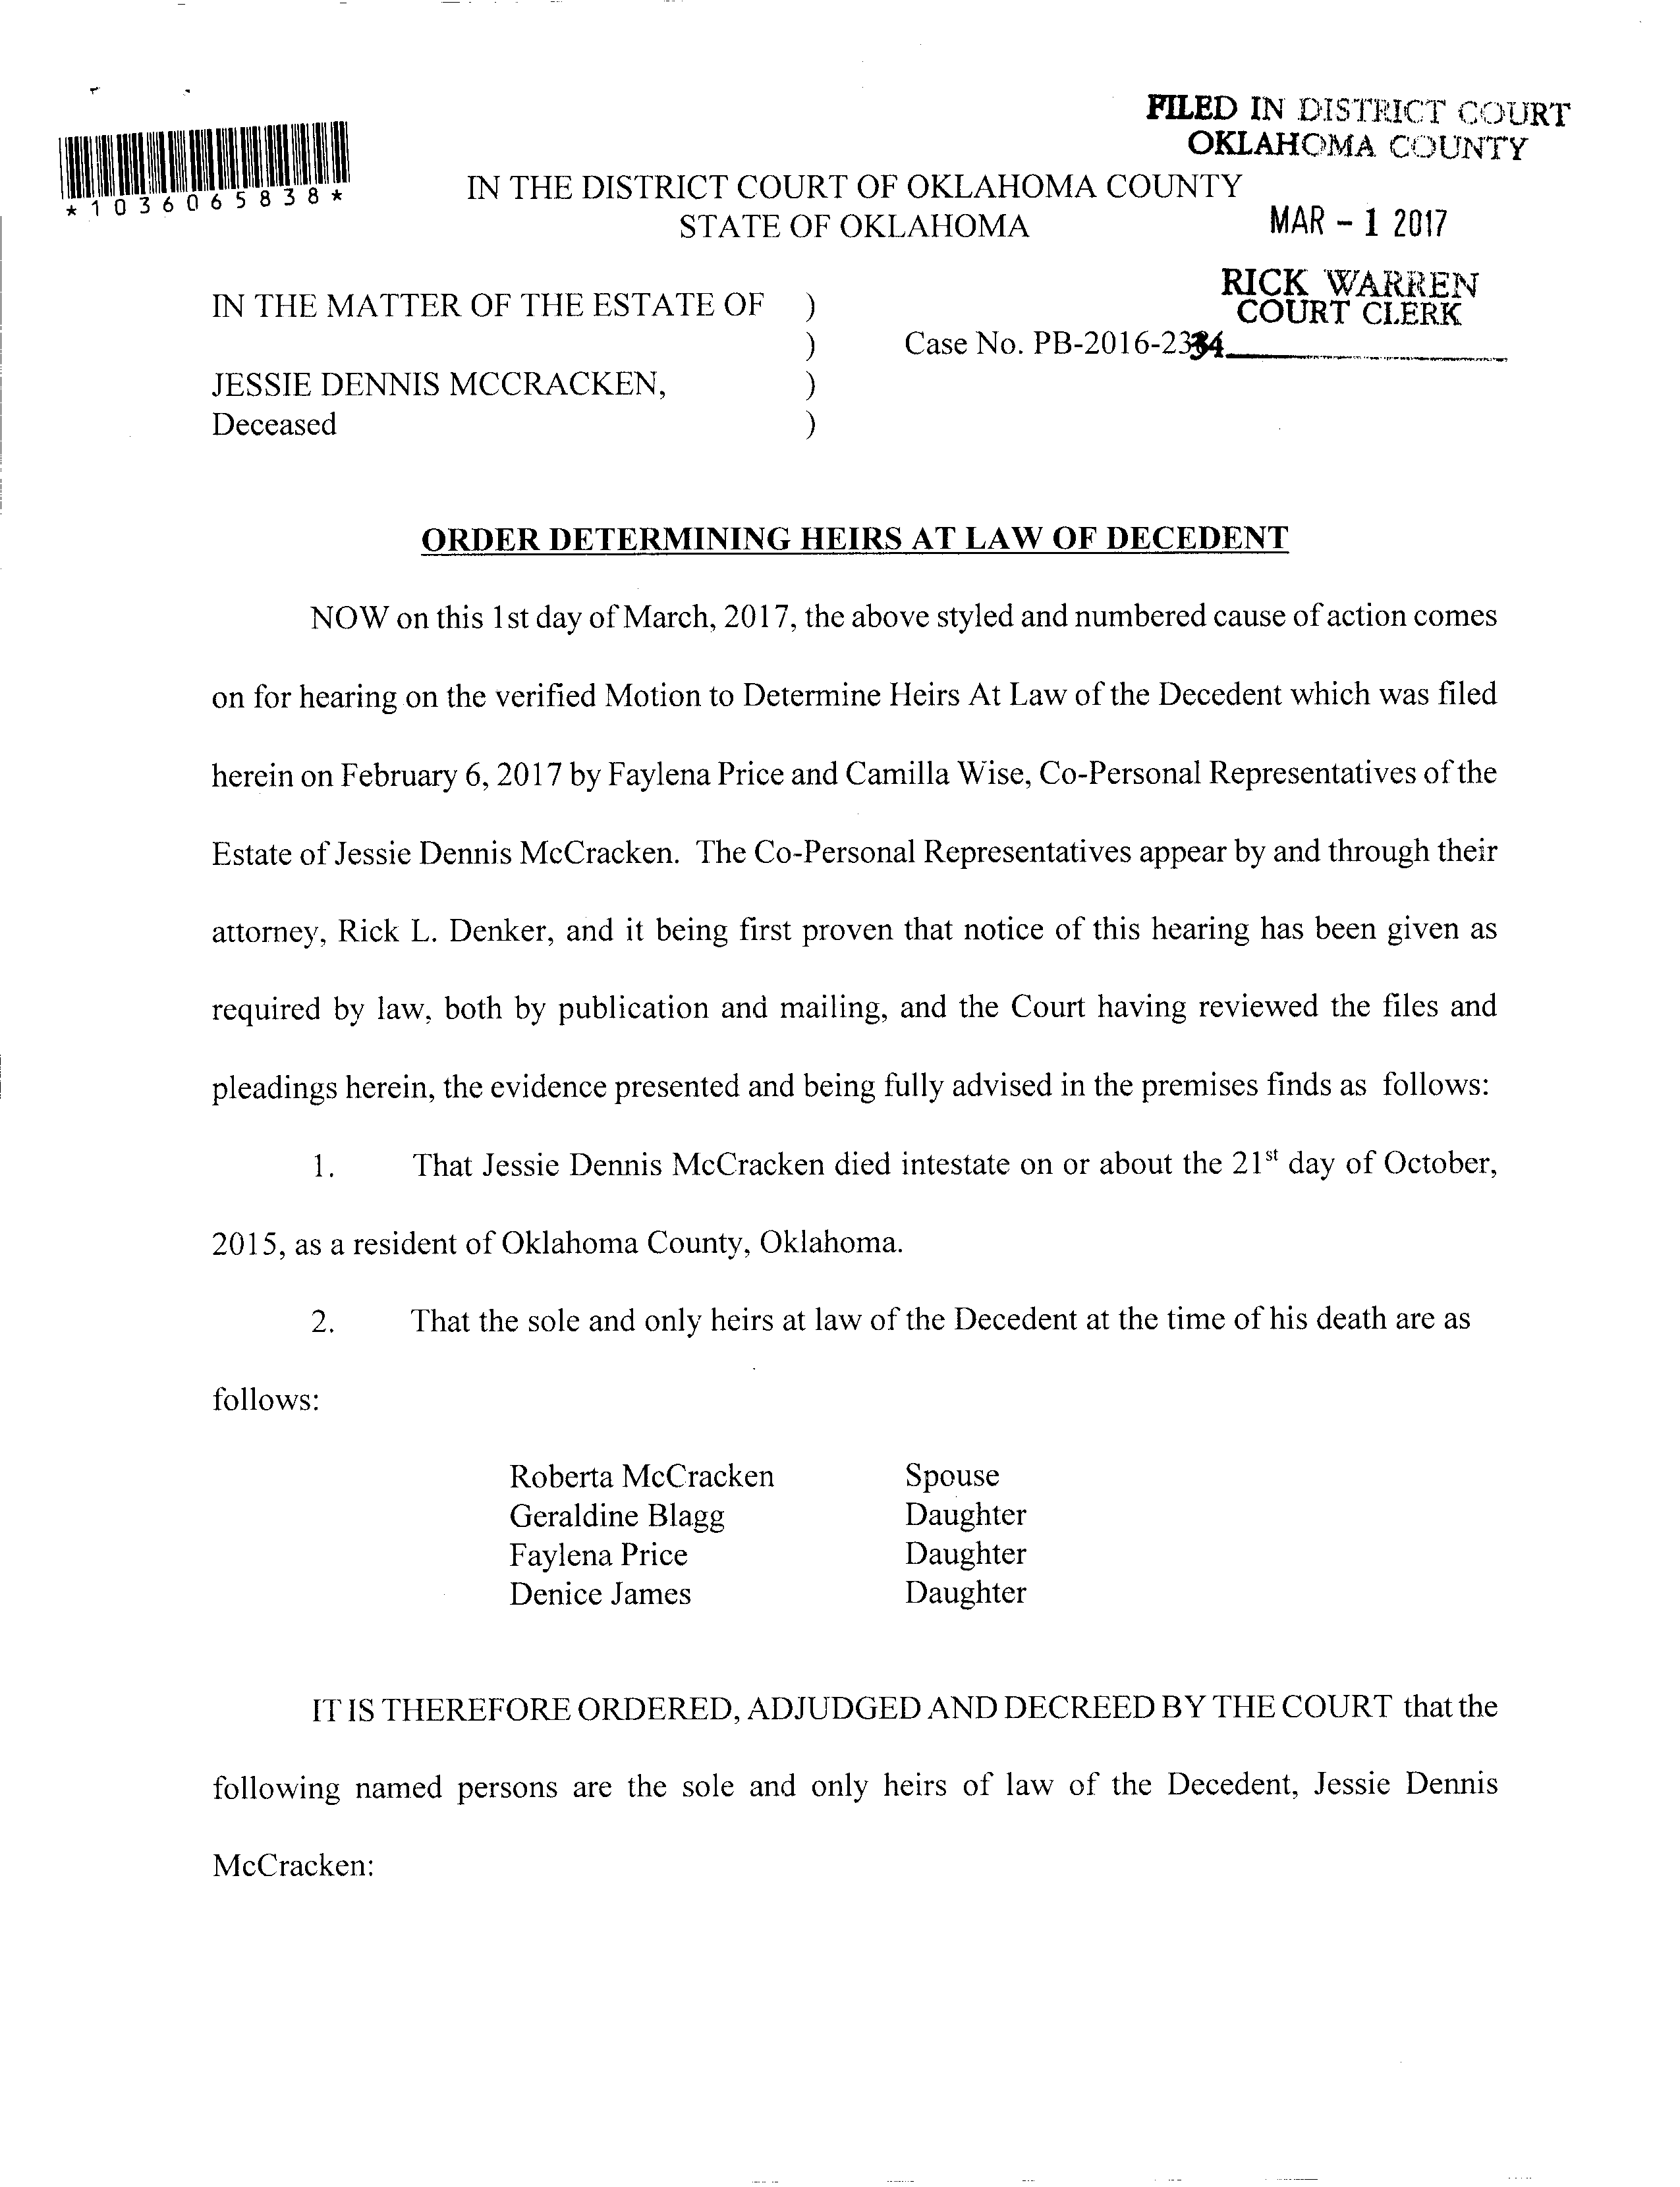 FILED IN DISTRICT COURT
OKLAHOMA COUNTY
*1036065838*
IN THE DISTRICT COURT OF OKLAHOMA COUNTY
STATE OF OKLAHOMA
MAR - 1 2017
RICK WARREN
COURT CLERK
IN THE MATTER OF THE ESTATE OF )
) Case No.
JESSIE DENNIS MCCRACKEN, )
Deceased )
ORDER DETERMINING HEIRS AT LAW OF DECEDENT
NOW on this 1st day of March, 2017, the above styled and numbered cause of action comes
on for hearing on the verified Motion to Determine Heirs At Law of the Decedent which was filed
herein on February 6, 2017 by Faylena Price and Camilla Wise, Co-Personal Representatives of the
Estate of Jessie Dennis McCracken. The Co-Personal Representatives appear by and through their
attorney, Rick L. Denker, and it being first proven that notice of this hearing has been given as
required by law, both by publication and mailing, and the Court having reviewed the files and
pleadings herein, the evidence presented and being fully advised in the premises finds as follows:
1. That Jessie Dennis McCracken died intestate on or about the 21st day of October,
2015, as a resident of Oklahoma County, Oklahoma.
2. That the sole and only heirs at law of the Decedent at the time of his death are as
follows:
Roberta McCracken Spouse
Geraldine Blagg Daughter
Faylena Price Daughter
Denice James Daughter
IT IS THEREFORE ORDERED, ADJUDGED AND DECREED BY THE COURT that the
following named persons are the sole and only heirs of law of the Decedent, Jessie Dennis
McCracken: